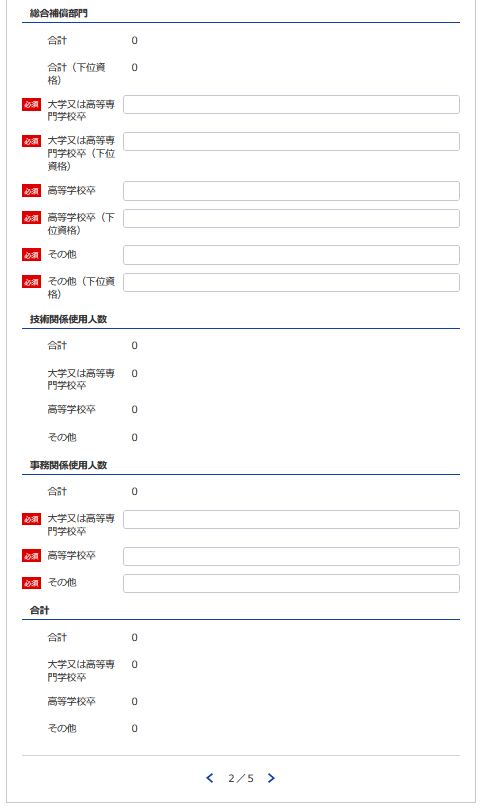 総合補償部門
合計 0
合計（下位資 0
格）
必須 大学又は高等専
門学校卒
必須 大学又は高等専
門学校卒（下位
資格）
必須 高等学校卒
必須 高等学校卒（下
位資格）
必須 その他
必須 その他（下位資
格）
技術関係使用人数
合計 0
大学又は高等専 0
門学校卒
高等学校卒 0
その他 0
事務関係使用人数
合計 0
必須 大学又は高等専
門学校卒
必須 高等学校卒
必須 その他
合計
合計 0
大学又は高等専 0
門学校卒
高等学校卒 0
その他 0
2／5